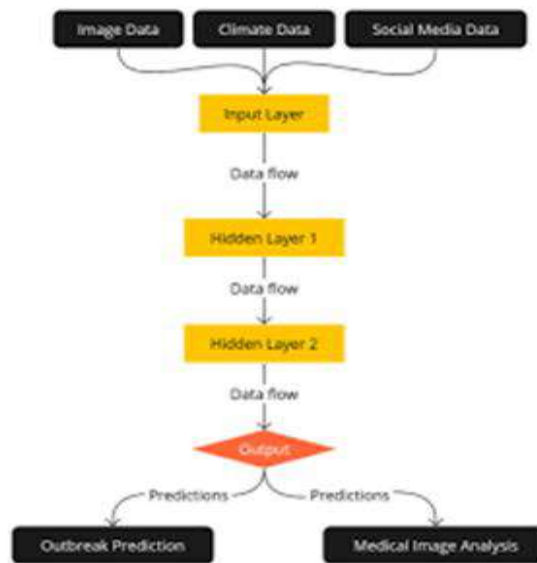 Image Data
Climate Data
Social Media Data
Input Layer
Data flow
Hidden Layer 1
Data flow
Hidden Layer 2
Data flow
Output
Predictions
Predictions
Outbreak Prediction
Medical Image Analysis